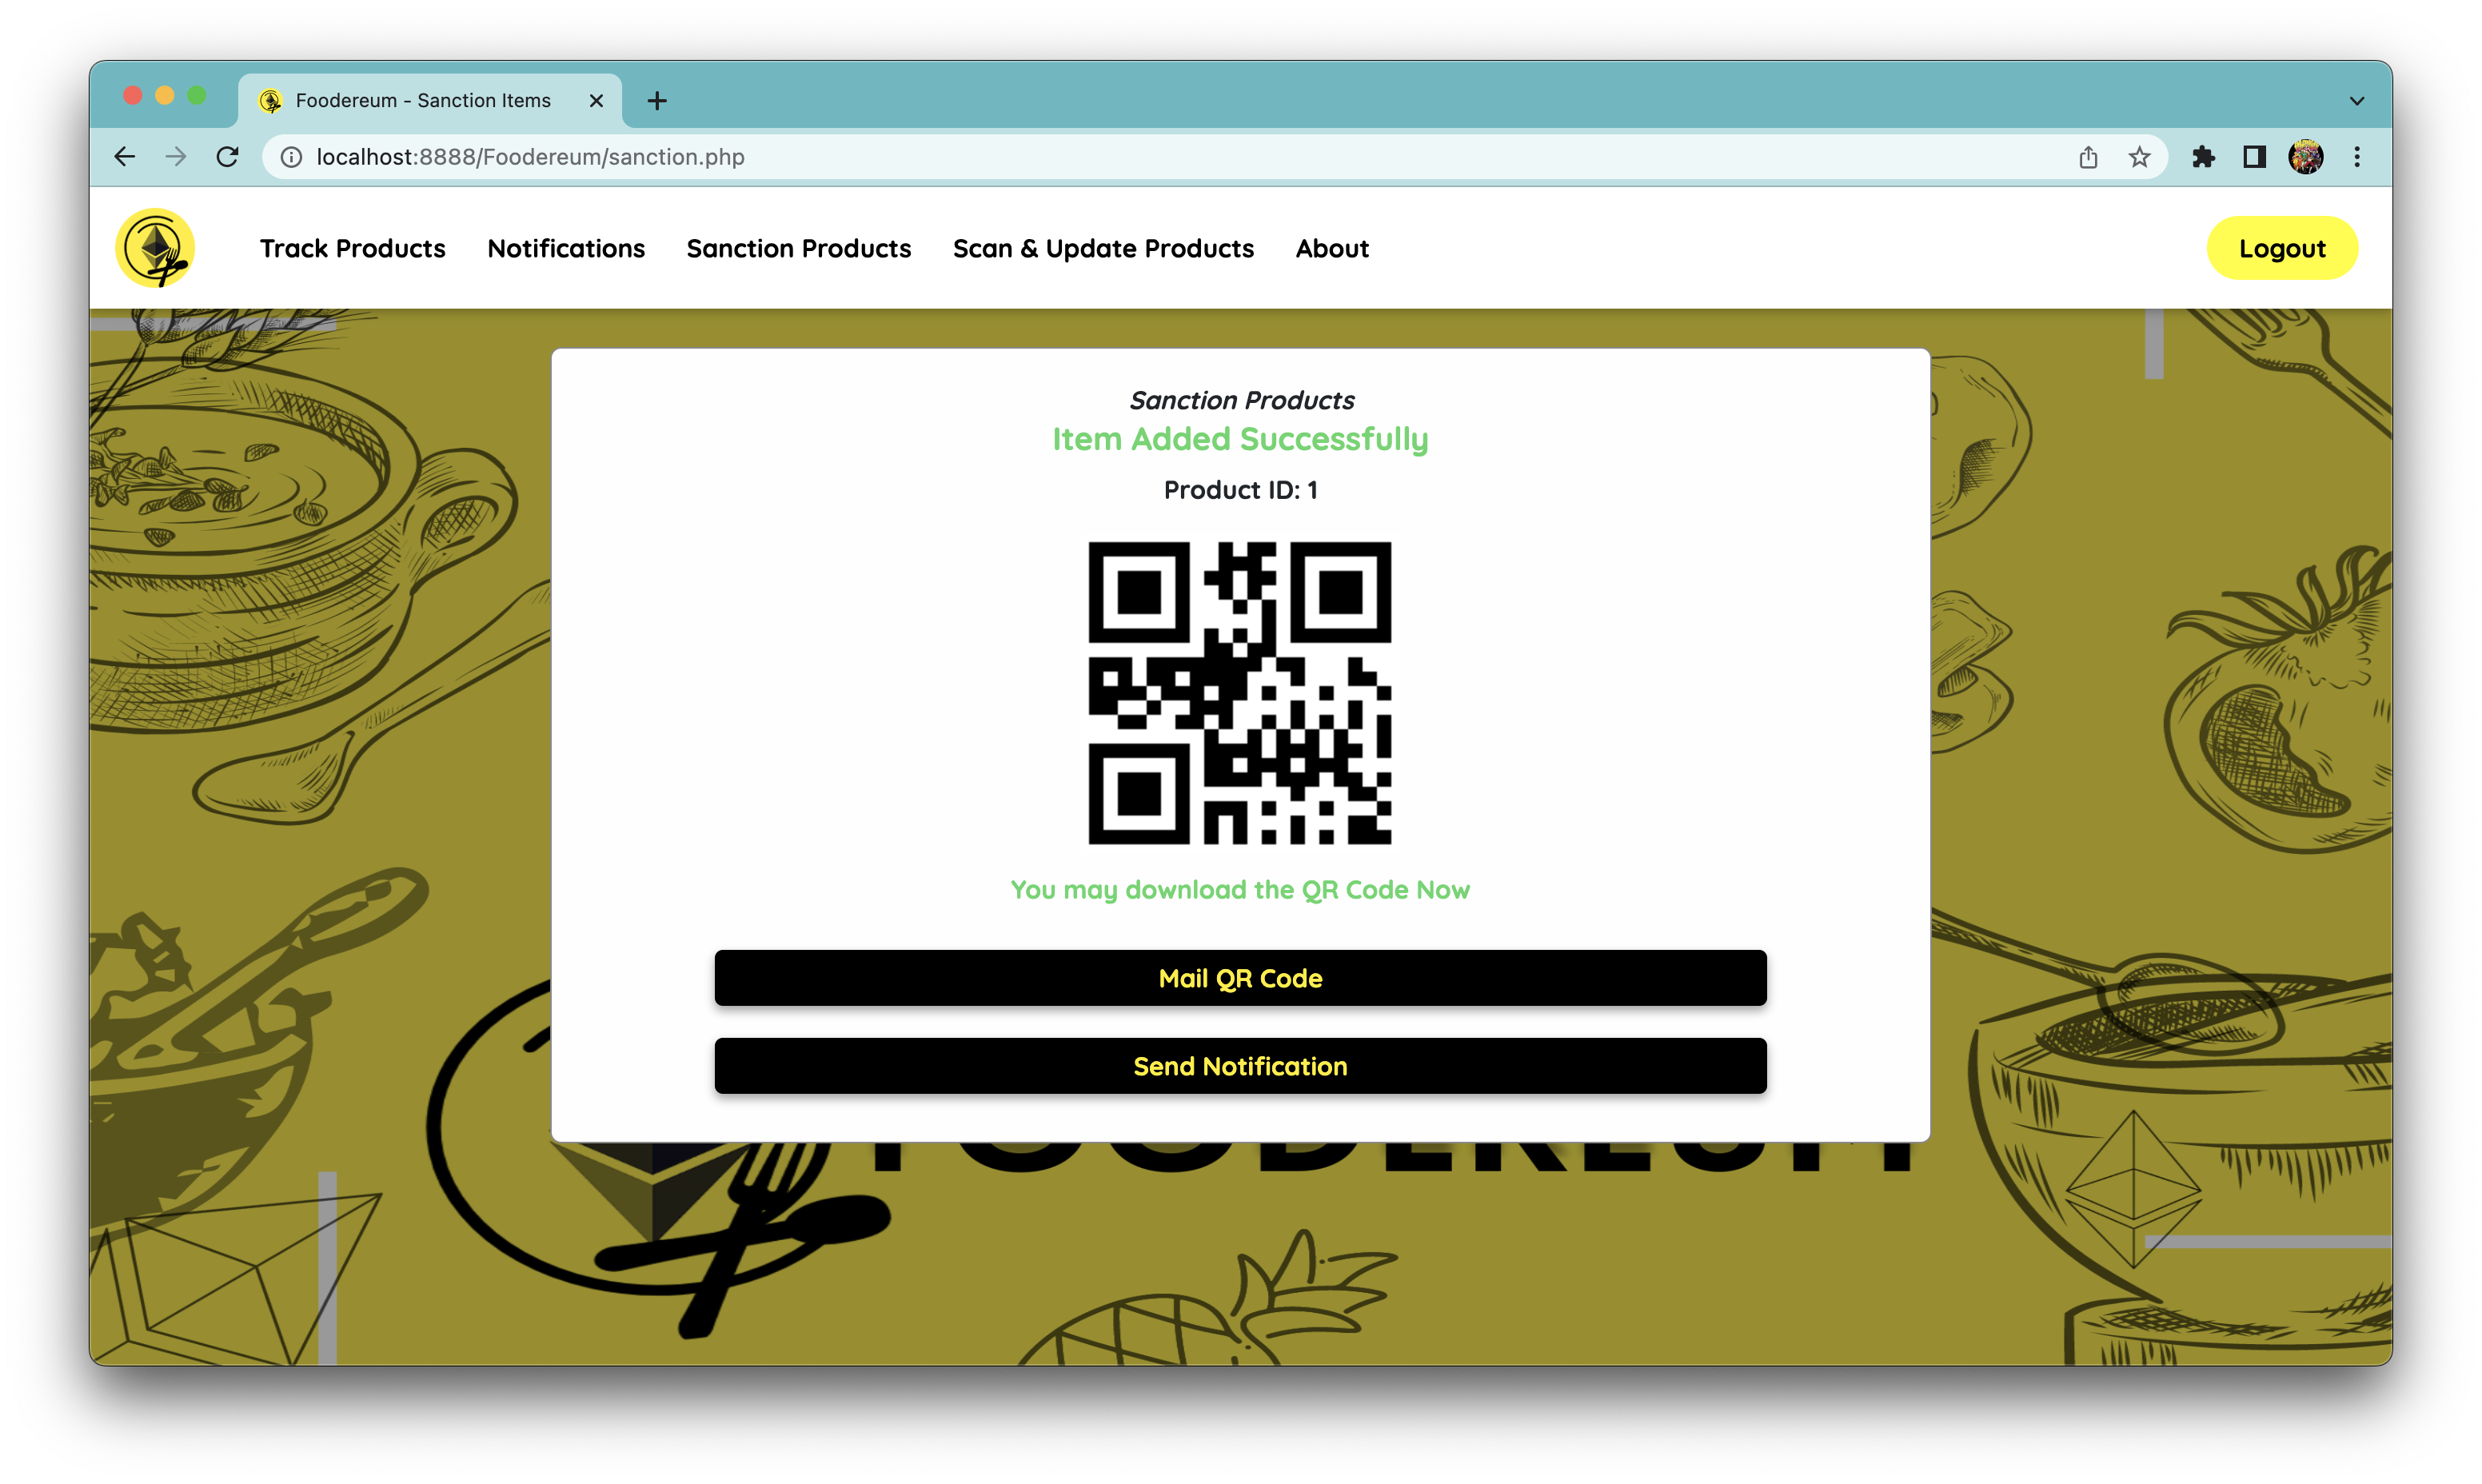 Foodereum - Sanction Items
localhost:8888/Foodereum/sanction.php
Track Products Notifications Sanction Products Scan & Update Products About Logout
Sanction Products
Item Added Successfully
Product ID: 1
You may download the QR Code Now
Mail QR Code
Send Notification
FOODEREUM